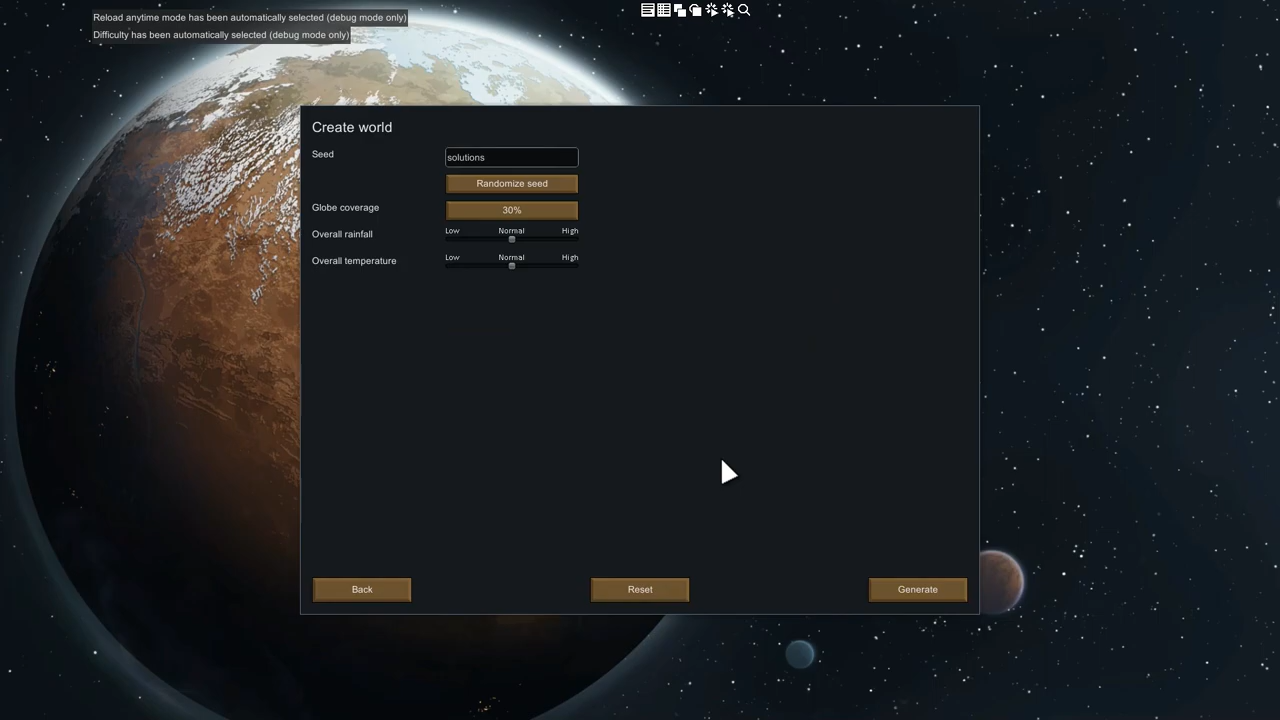 Reload anytime mode has been automatically selected (debug mode only)
Difficulty has been automatically selected (debug mode only)
Create world
Seed
solutions
Randomize seed
Globe coverage
30%
Overall rainfall
Low Normal High
Overall temperature
Low Normal High
Back
Reset
Generate